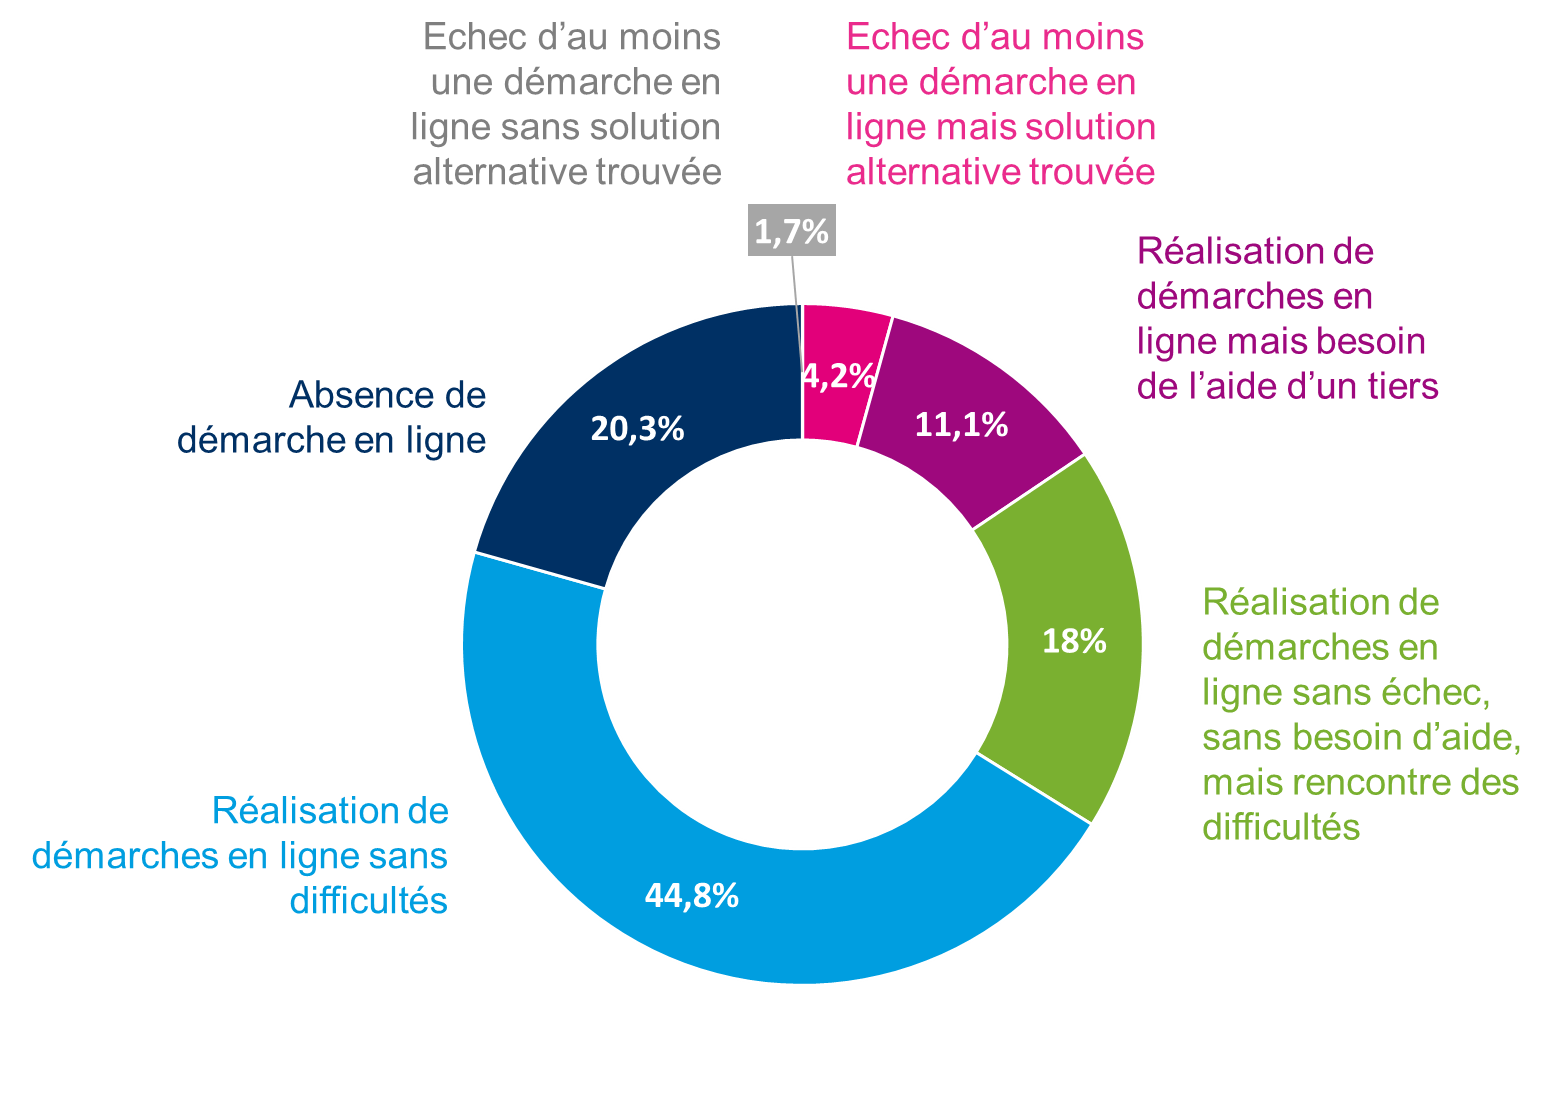 Echec d’au moins
une démarche en
ligne sans solution
alternative trouvée
Echec d’au moins
une démarche en
ligne mais solution
alternative trouvée
1,7%
Réalisation de
démarches en
ligne mais besoin
de l’aide d’un tiers
4,2%
11,1%
Absence de
démarche en ligne
20,3%
18%
Réalisation de
démarches en
ligne sans échec,
sans besoin d’aide,
mais rencontre des
difficultés
Réalisation de
démarches en ligne sans
difficultés
44,8%